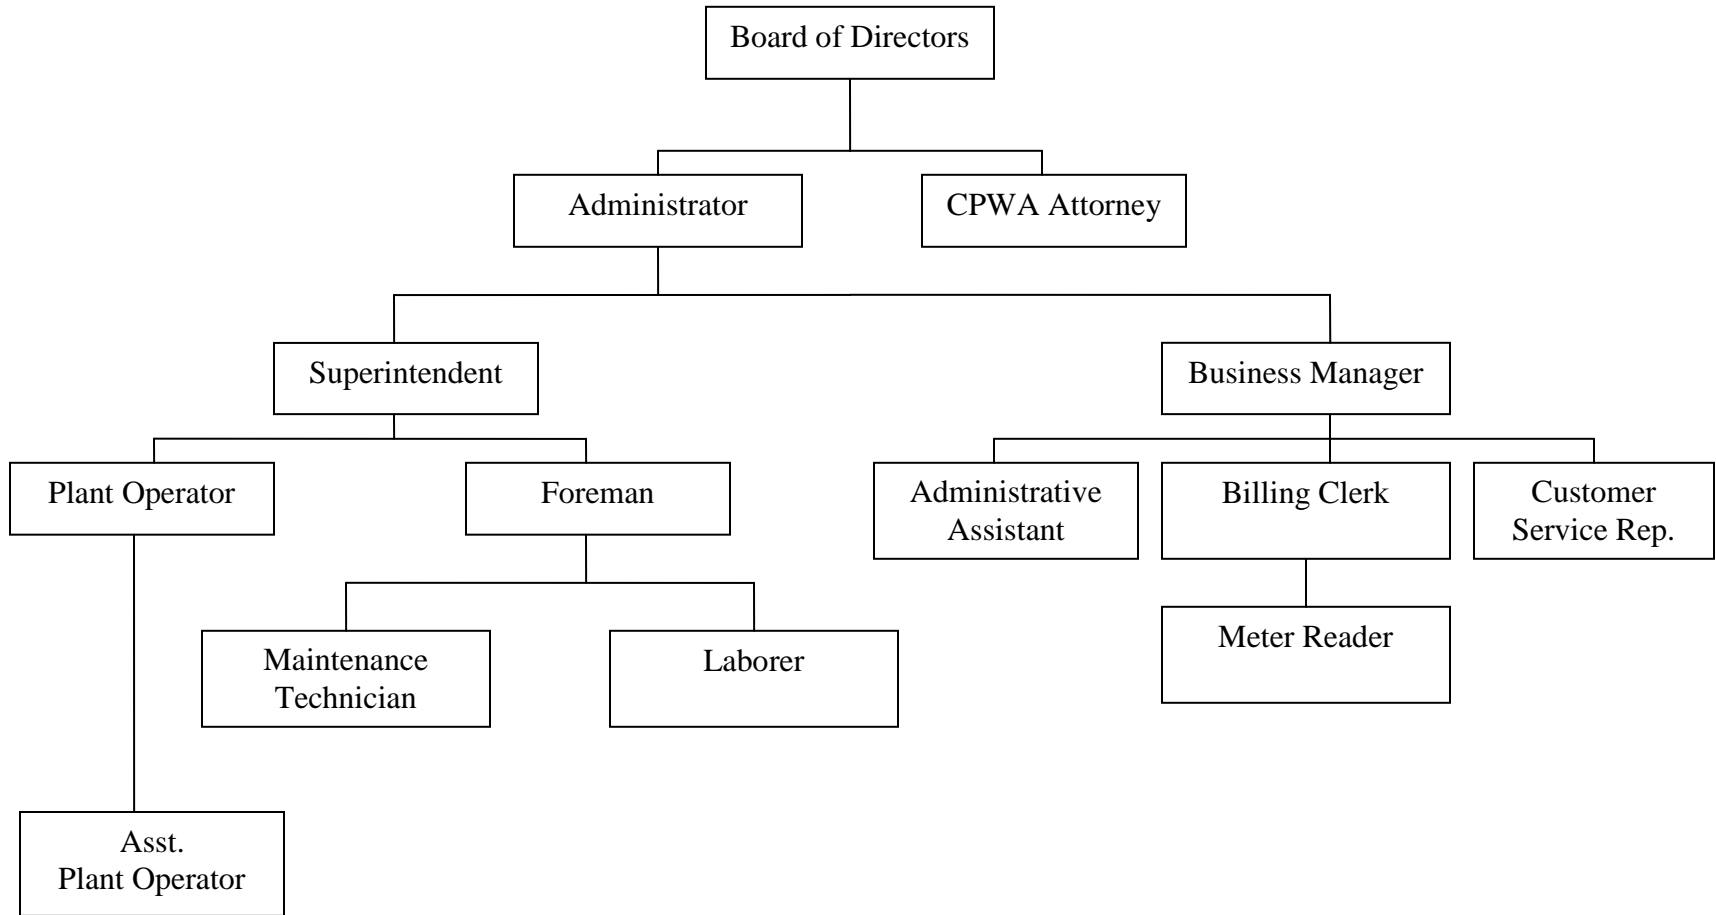 Board of Directors
Administrator
CPWA Attorney
Superintendent
Business Manager
Plant Operator
Foreman
Administrative
Assistant
Billing Clerk
Customer
Service Rep.
Maintenance
Technician
Laborer
Meter Reader
Asst.
Plant Operator